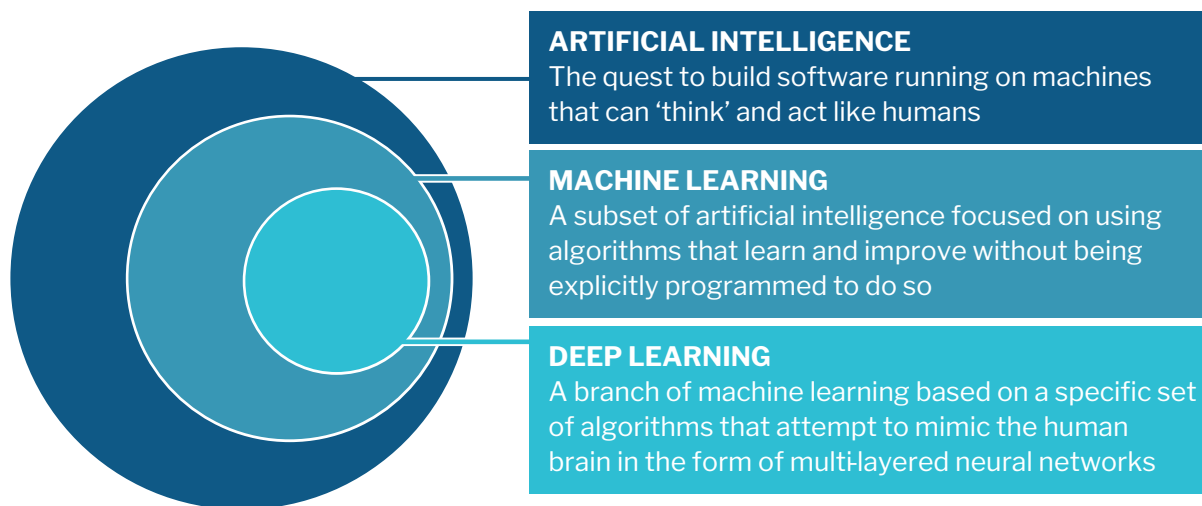 ARTIFICIAL INTELLIGENCE
The quest to build software running on machines
that can ‘think’ and act like humans
MACHINE LEARNING
A subset of artificial intelligence focused on using
algorithms that learn and improve without being
explicitly programmed to do so
DEEP LEARNING
A branch of machine learning based on a specific set
of algorithms that attempt to mimic the human
brain in the form of multi-layered neural networks